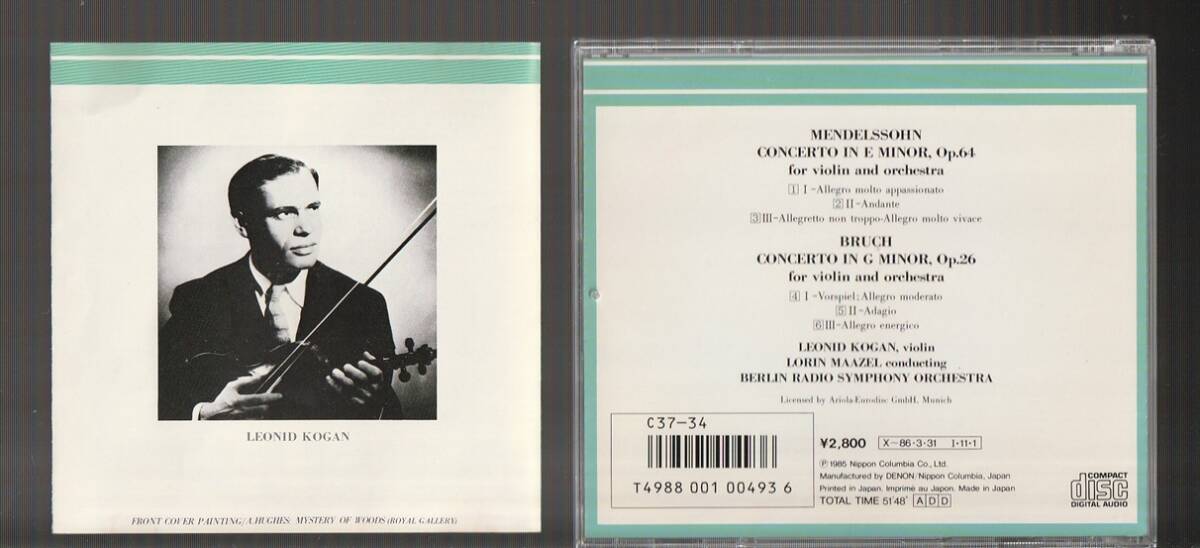 LEONID KOGAN
FRONT COVER PAINTING/A.HUGHES: MYSTERY OF WOODS (ROYAL GALLERY)
MENDELSSOHN
CONCERTO IN E MINOR, Op.64
for violin and orchestra
1 I-Allegro molto appassionato
2 II-Andante
3 III-Allegretto non troppo-Allegro molto vivace
BRUCH
CONCERTO IN G MINOR, Op.26
for violin and orchestra
4 I-Vorspiel; Allegro moderato
5 II-Adagio
6 III-Allegro energico
LEONID KOGAN, violin
LORIN MAAZEL conducting
BERLIN RADIO SYMPHONY ORCHESTRA
Licensed by Ariola-Eurodisc GmbH, Munich
C37-34
T4988 001 00493 6
¥2,800 X-86·3·31 I·11·1
Ⓟ1985 Nippon Columbia Co., Ltd.
Manufactured by DENON/Nippon Columbia, Japan
Printed in Japan. Imprimé au Japon. Made in Japan
TOTAL TIME 51'48" ADD
COMPACT
disc
DIGITAL AUDIO